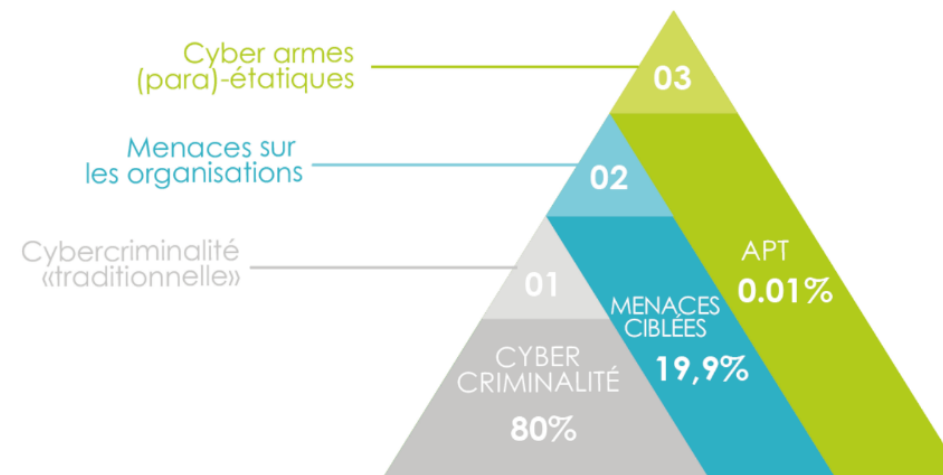 Cyber armes
(para)-étatiques
03
Menaces sur
les organisations
02
Cybercriminalité
«traditionnelle»
01
APT
0.01%
MENACES
CIBLÉES
19,9%
CYBER
CRIMINALITÉ
80%